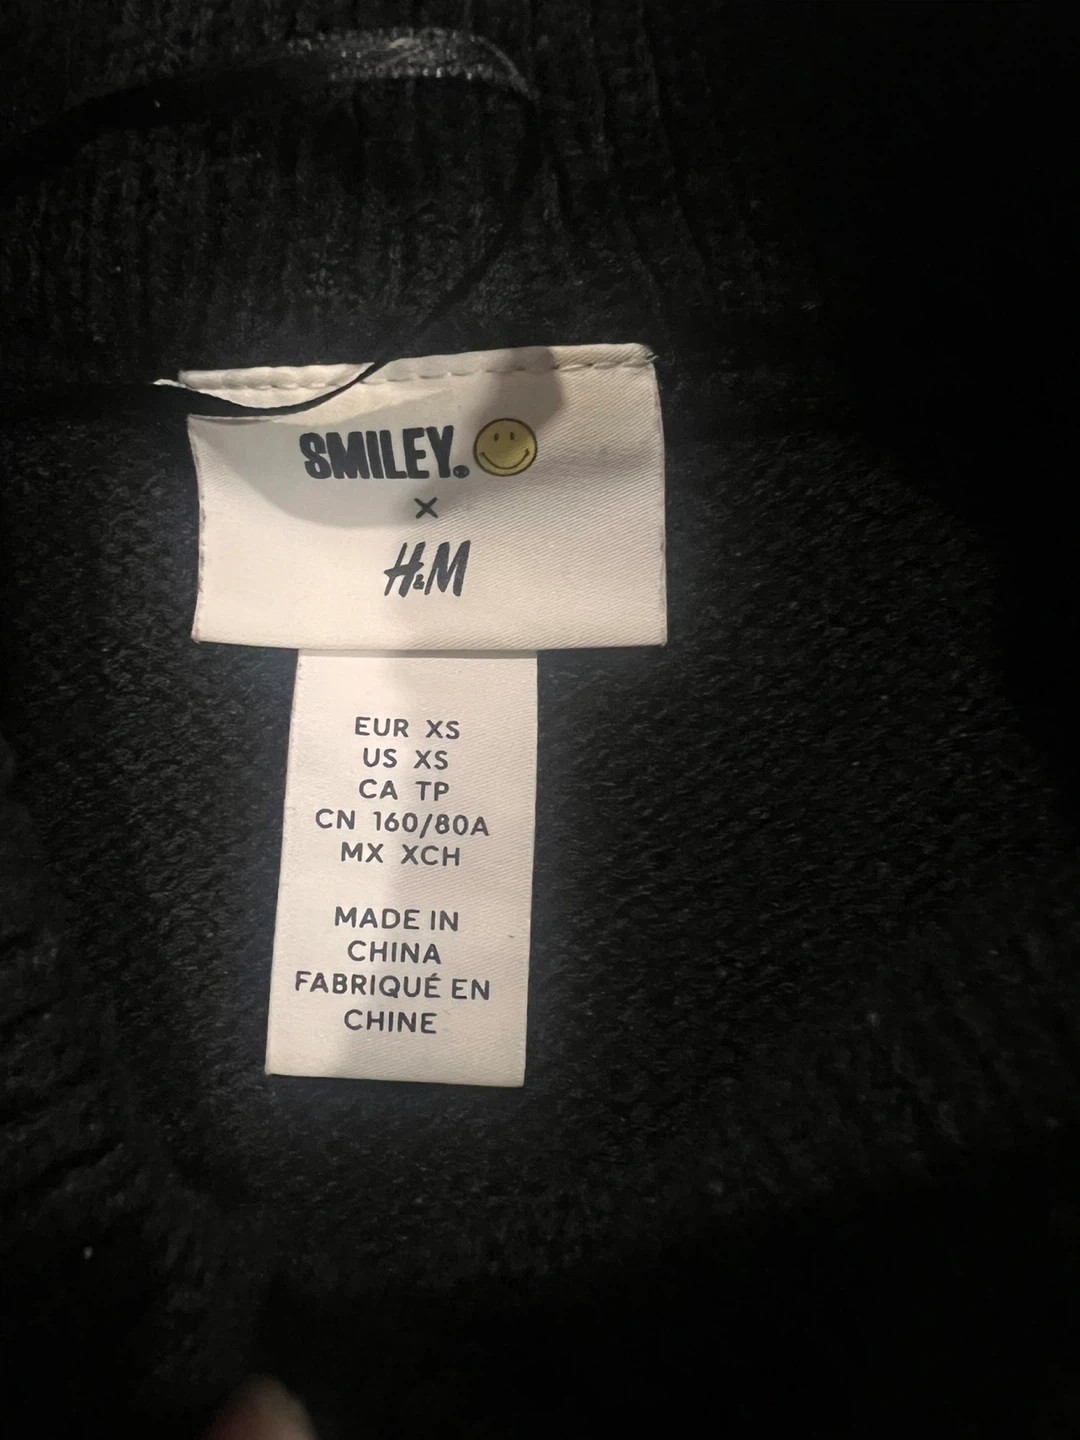 SMILEY.
×
H&M
EUR XS
US XS
CA TP
CN 160/80A
MX XCH
MADE IN
CHINA
FABRIQUÉ EN
CHINE